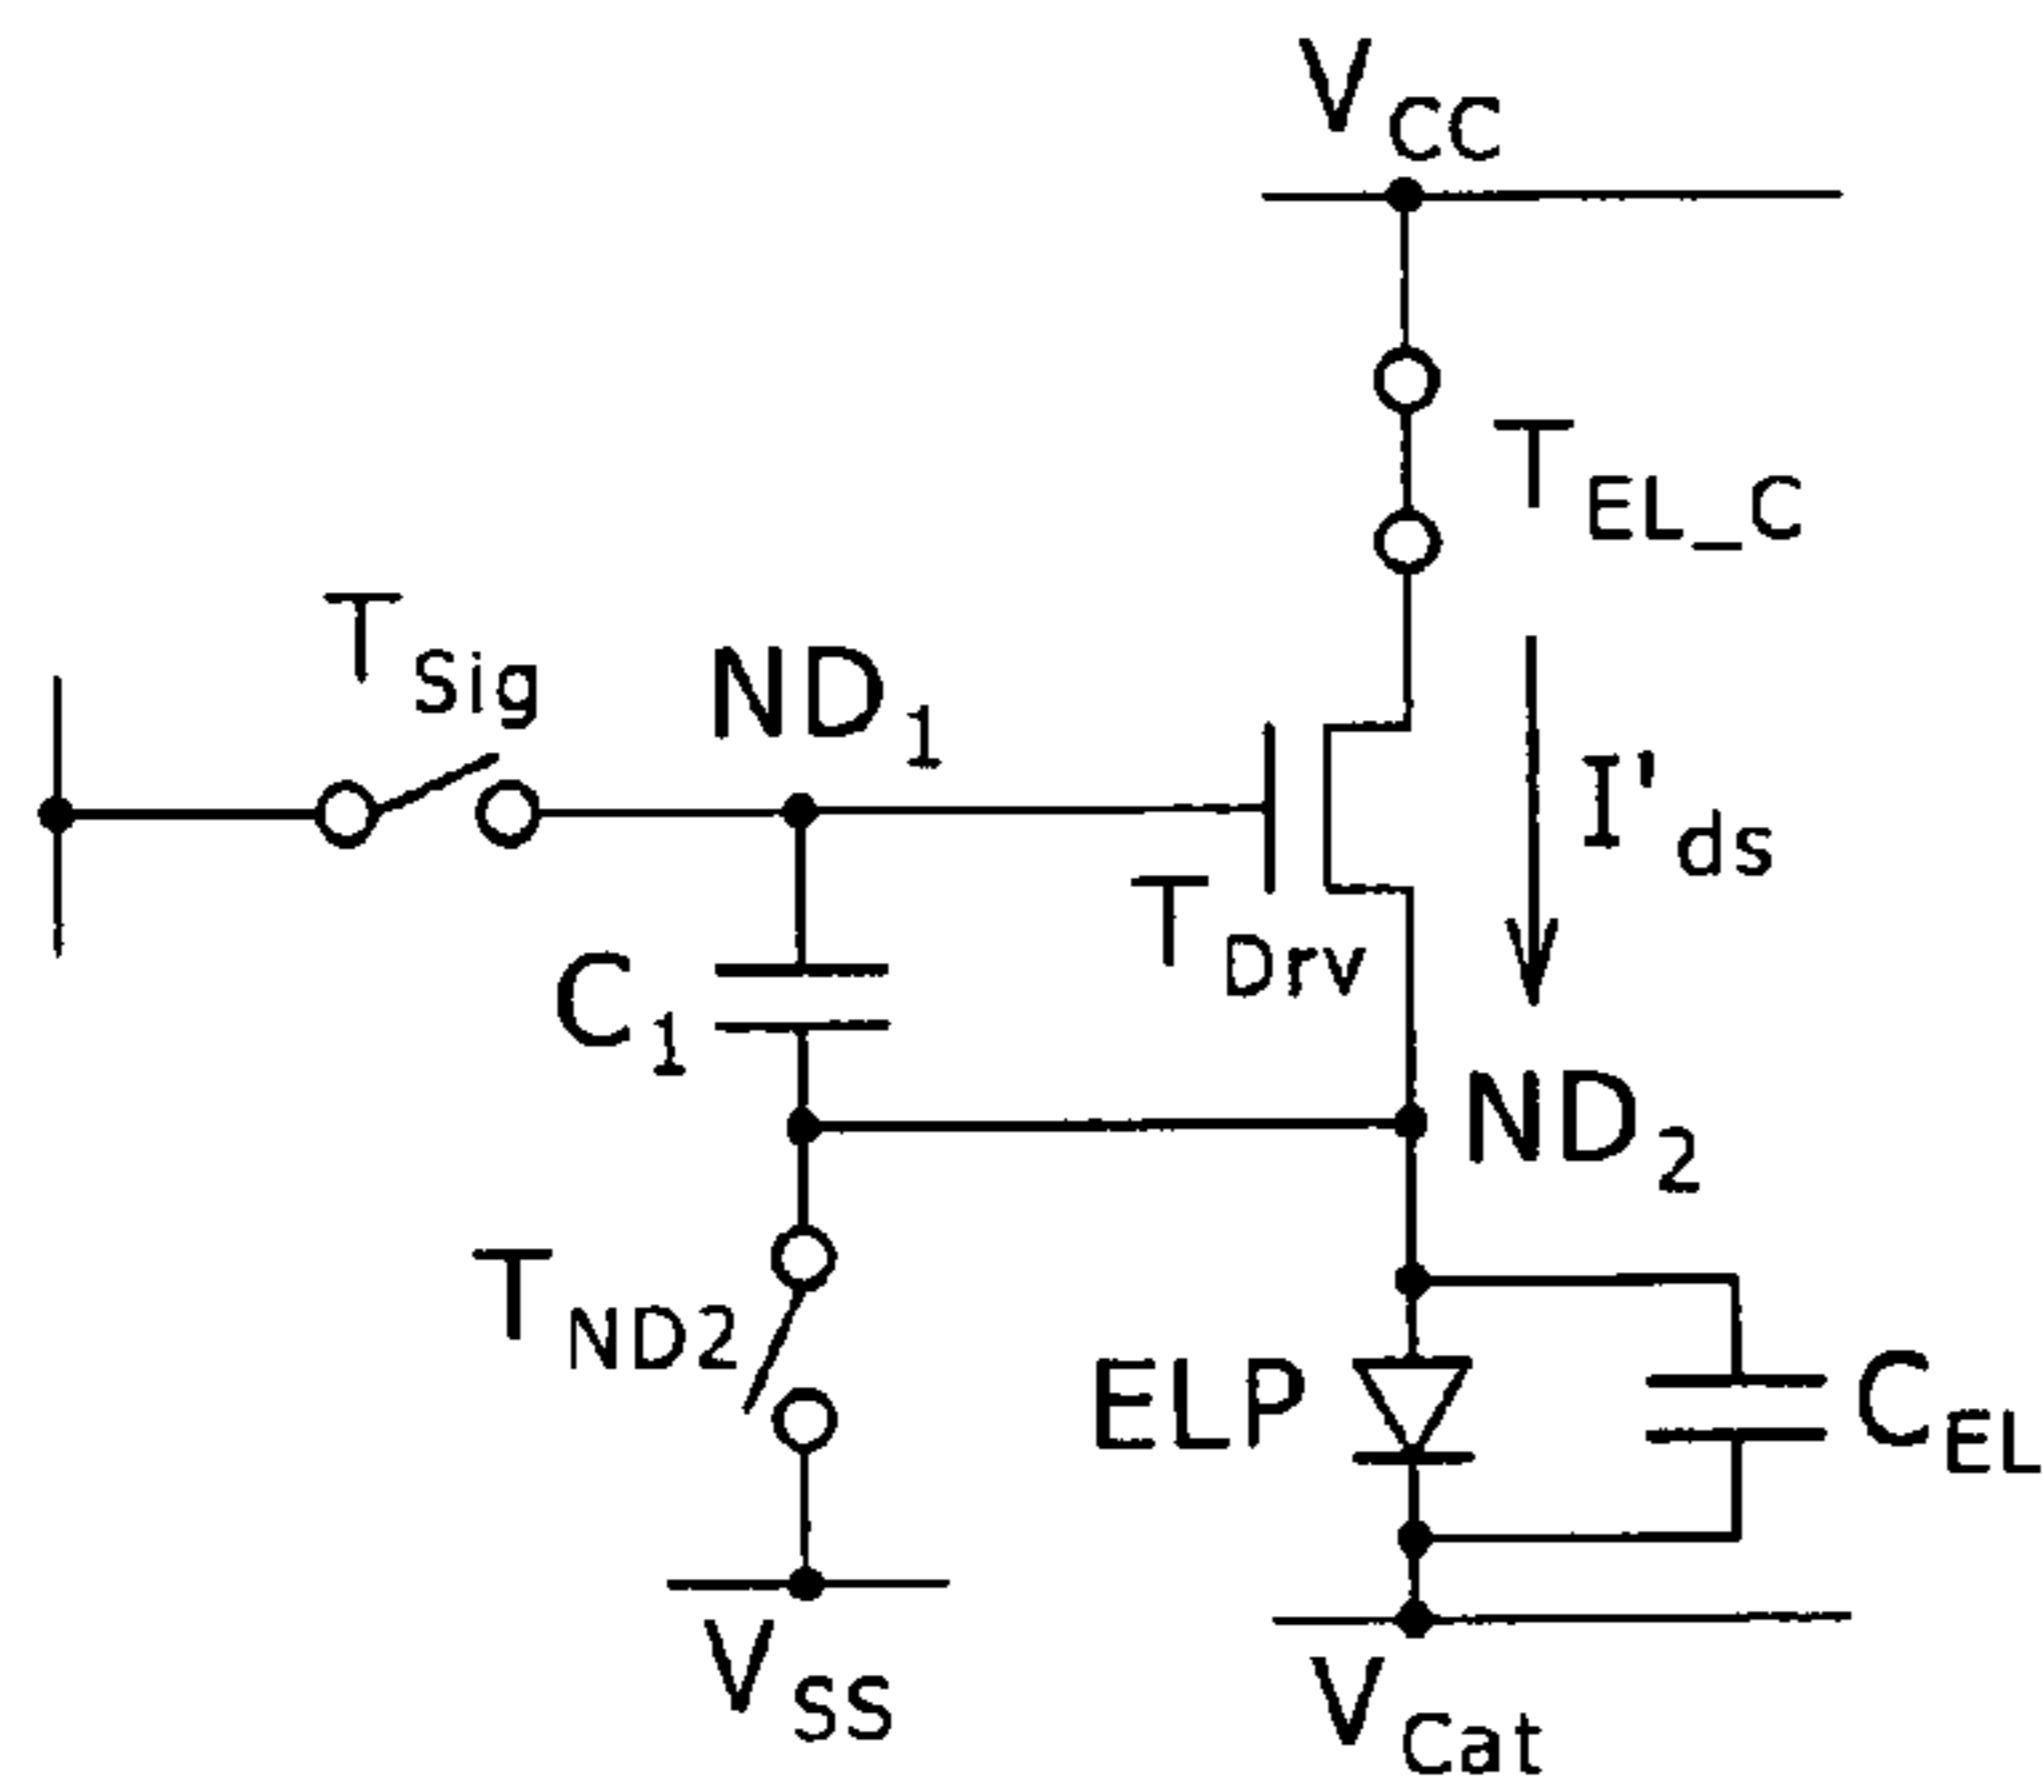 V_CC
T_EL_C
T_Sig
ND_1
I'_ds
T_Drv
C_1
ND_2
T_ND2
ELP
C_EL
V_SS
V_Cat